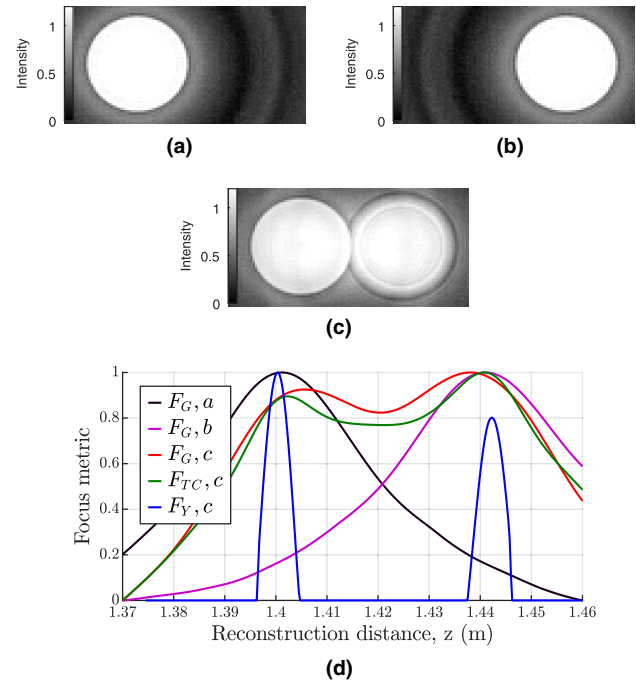 Intensity
1
0.5
0
(a)
Intensity
1
0.5
0
(b)
Intensity
1
0.5
0
(c)
Focus metric
1
0.8
0.6
0.4
0.2
0
F_G, a
F_G, b
F_G, c
F_TC, c
F_Y, c
1.37 1.38 1.39 1.4 1.41 1.42 1.43 1.44 1.45 1.46
Reconstruction distance, z (m)
(d)